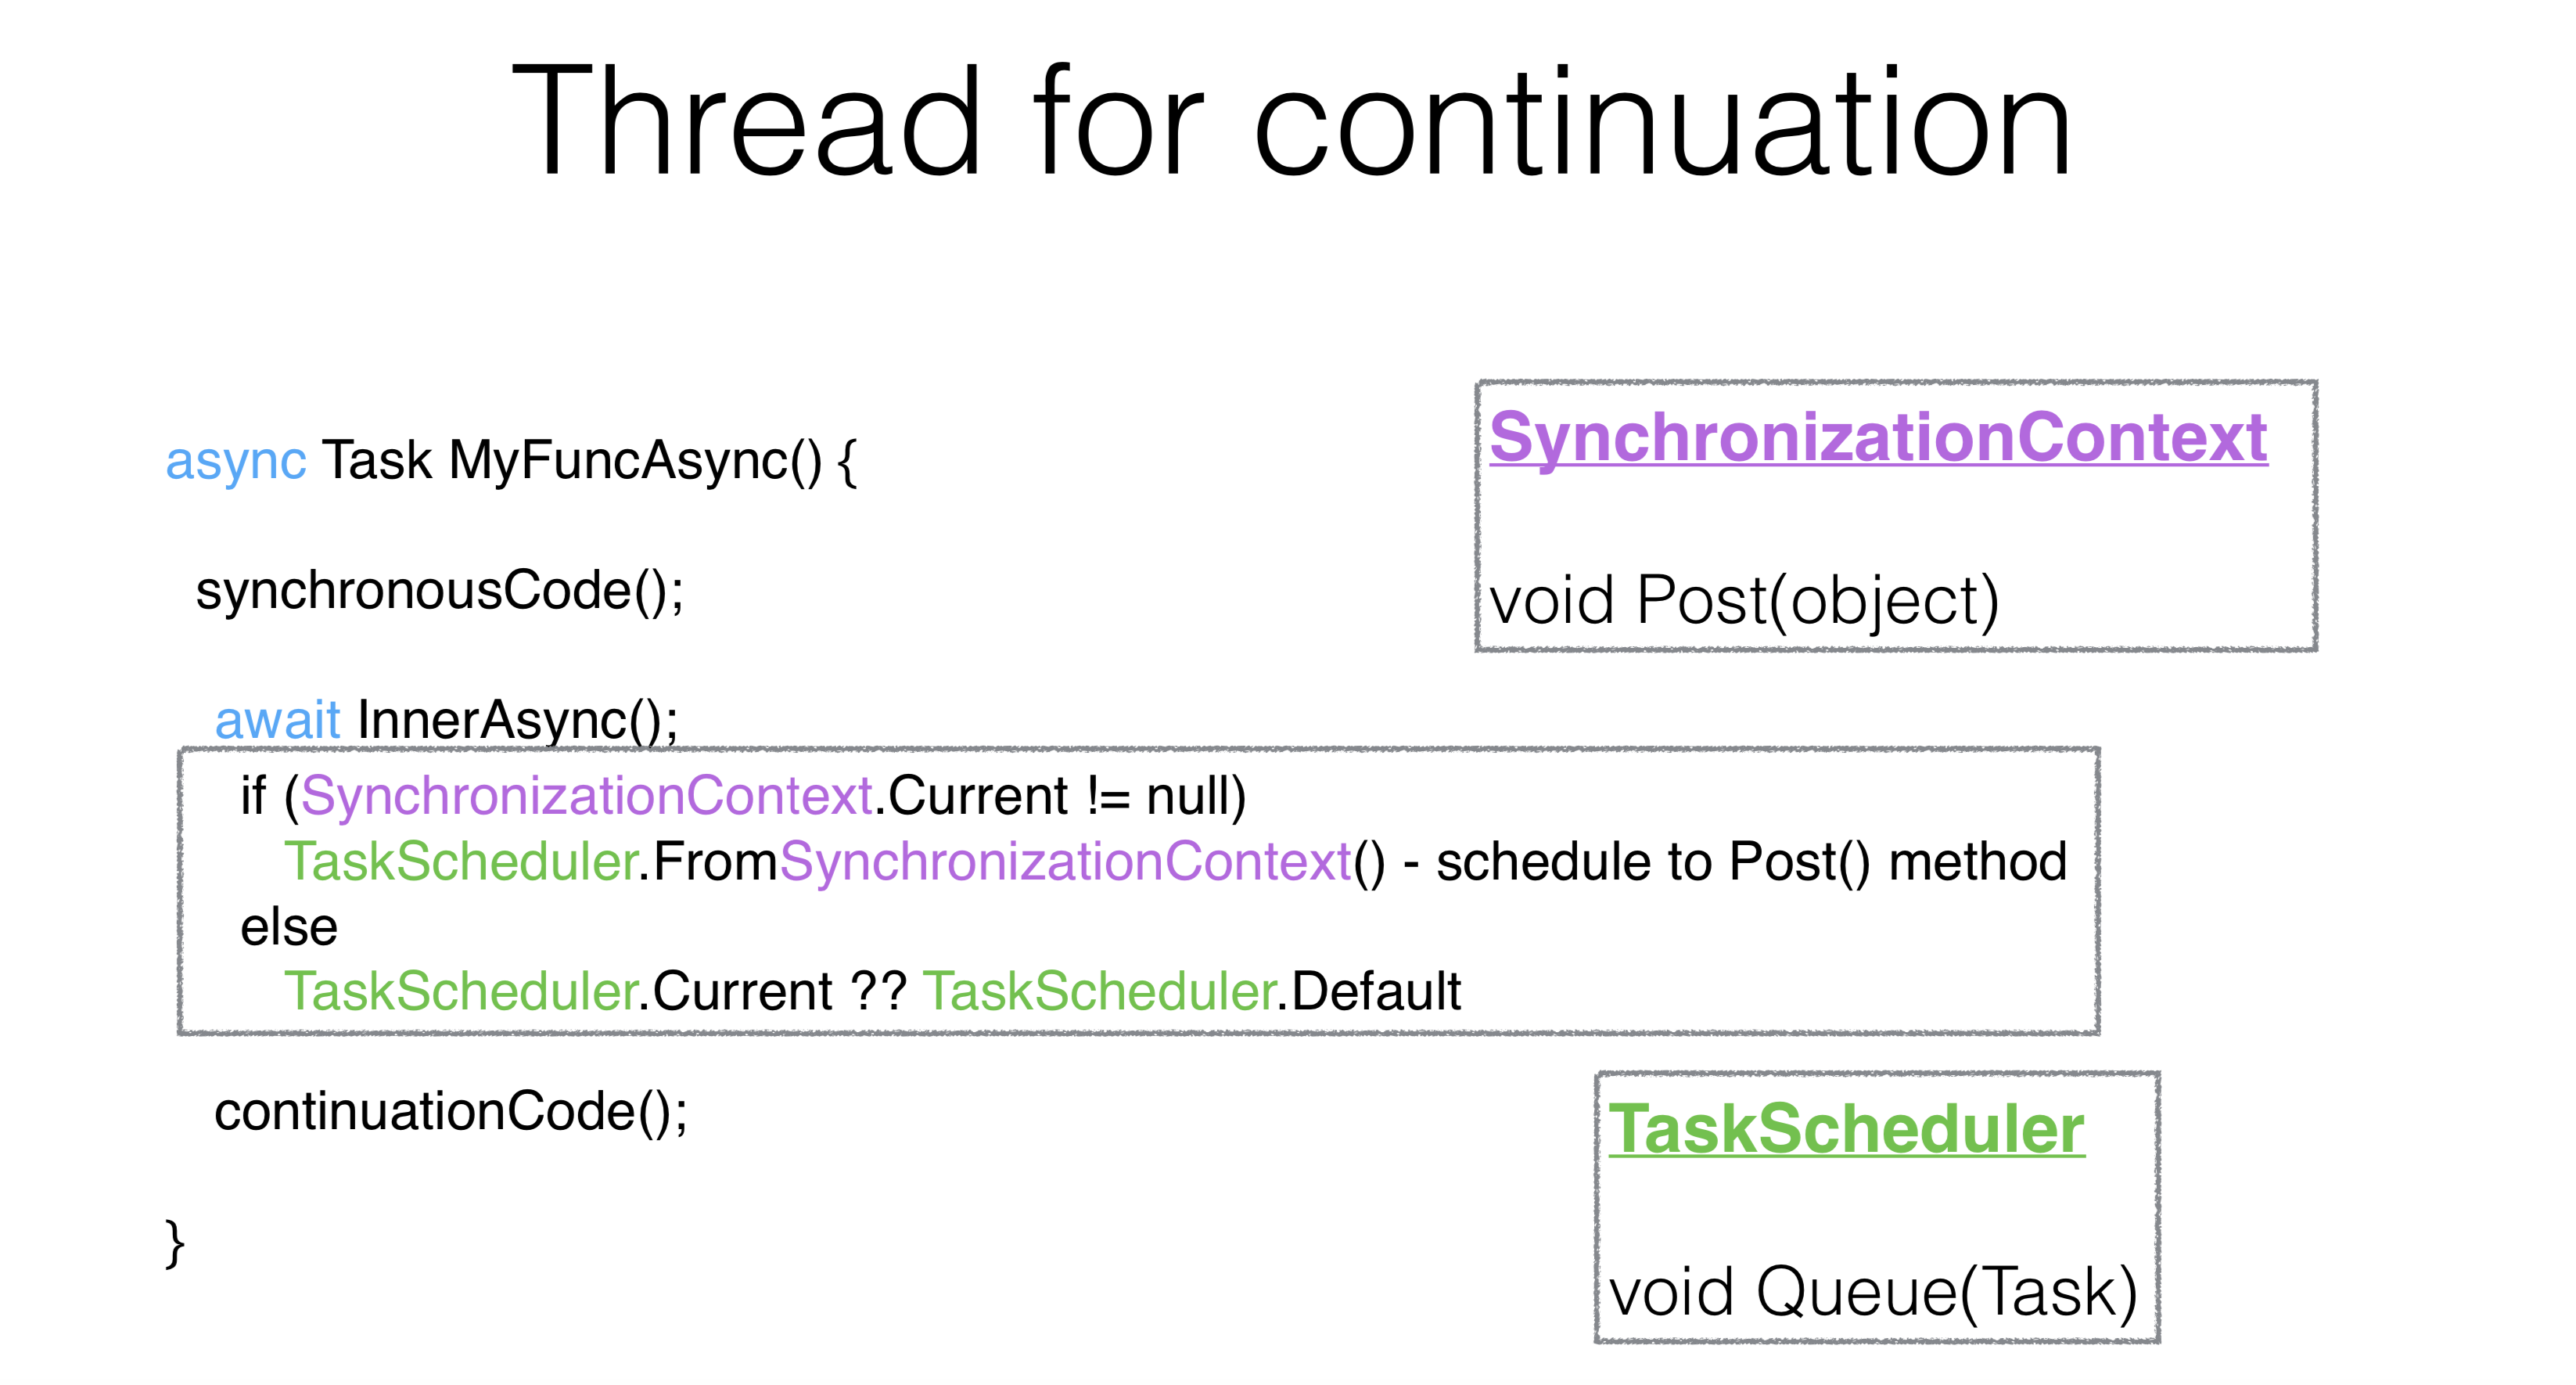 Thread for continuation
async Task MyFuncAsync() {
synchronousCode();
await InnerAsync();
if (SynchronizationContext.Current != null)
TaskScheduler.FromSynchronizationContext() - schedule to Post() method
else
TaskScheduler.Current ?? TaskScheduler.Default
continuationCode();
}
SynchronizationContext
void Post(object)
TaskScheduler
void Queue(Task)